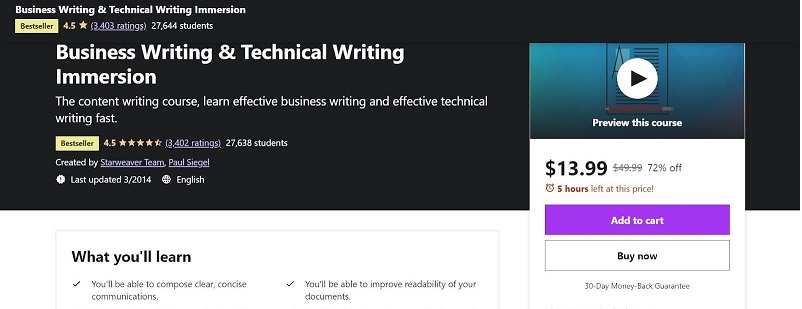 Business Writing & Technical Writing Immersion
Bestseller 4.5 (3,403 ratings) 27,644 students
Business Writing & Technical Writing
Immersion
The content writing course, learn effective business writing and effective technical
writing fast.
Bestseller 4.5 (3,402 ratings) 27,638 students
Created by Starweaver Team, Paul Siegel
Last updated 3/2014 English
Preview this course
$13.99 $49.99 72% off
5 hours left at this price!
Add to cart
Buy now
30-Day Money-Back Guarantee
What you'll learn
You'll be able to compose clear, concise
communications.
You'll be able to improve readability of your
documents.